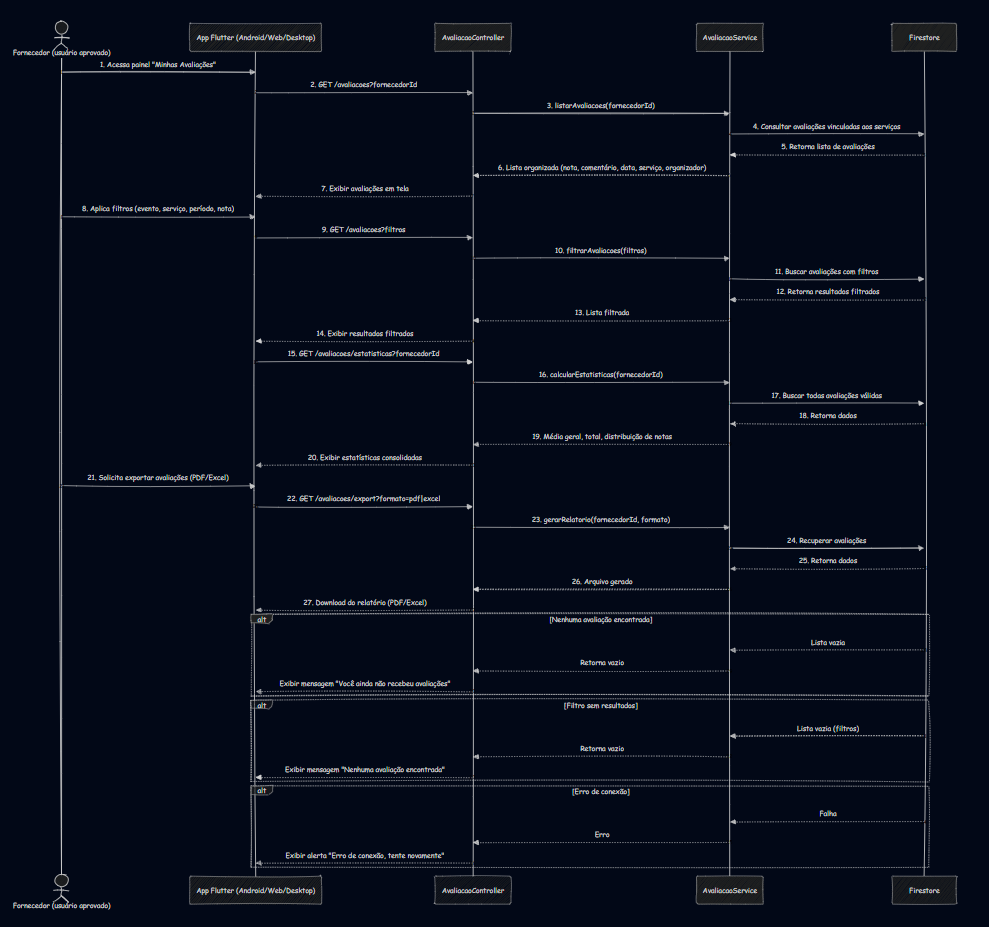 Fornecedor (usuário aprovado)
App Flutter (Android/Web/Desktop)
AvaliacaoController
AvaliacaoService
Firestore
1. Acessa painel "Minhas Avaliações"
2. GET /avaliacoes?fornecedorId
3. listarAvaliacoes(fornecedorId)
4. Consultar avaliações vinculadas aos serviços
5. Retorna lista de avaliações
6. Lista organizada (nota, comentário, data, serviço, organizador)
7. Exibir avaliações em tela
8. Aplica filtros (evento, serviço, período, nota)
9. GET /avaliacoes?filtros
10. filtrarAvaliacoes(filtros)
11. Buscar avaliações com filtros
12. Retorna resultados filtrados
13. Lista filtrada
14. Exibir resultados filtrados
15. GET /avaliacoes/estatisticas?fornecedorId
16. calcularEstatisticas(fornecedorId)
17. Buscar todas avaliações válidas
18. Retorna dados
19. Média geral, total, distribuição de notas
20. Exibir estatísticas consolidadas
21. Solicita exportar avaliações (PDF/Excel)
22. GET /avaliacoes/export?formato=pdf|excel
23. gerarRelatorio(fornecedorId, formato)
24. Recuperar avaliações
25. Retorna dados
26. Arquivo gerado
27. Download do relatório (PDF/Excel)
alt
[Nenhuma avaliação encontrada]
Lista vazia
Retorna vazio
Exibir mensagem "Você ainda não recebeu avaliações"
alt
[Filtro sem resultados]
Lista vazia (filtros)
Retorna vazio
Exibir mensagem "Nenhuma avaliação encontrada"
alt
[Erro de conexão]
Falha
Erro
Exibir alerta "Erro de conexão, tente novamente"
Fornecedor (usuário aprovado)
App Flutter (Android/Web/Desktop)
AvaliacaoController
AvaliacaoService
Firestore